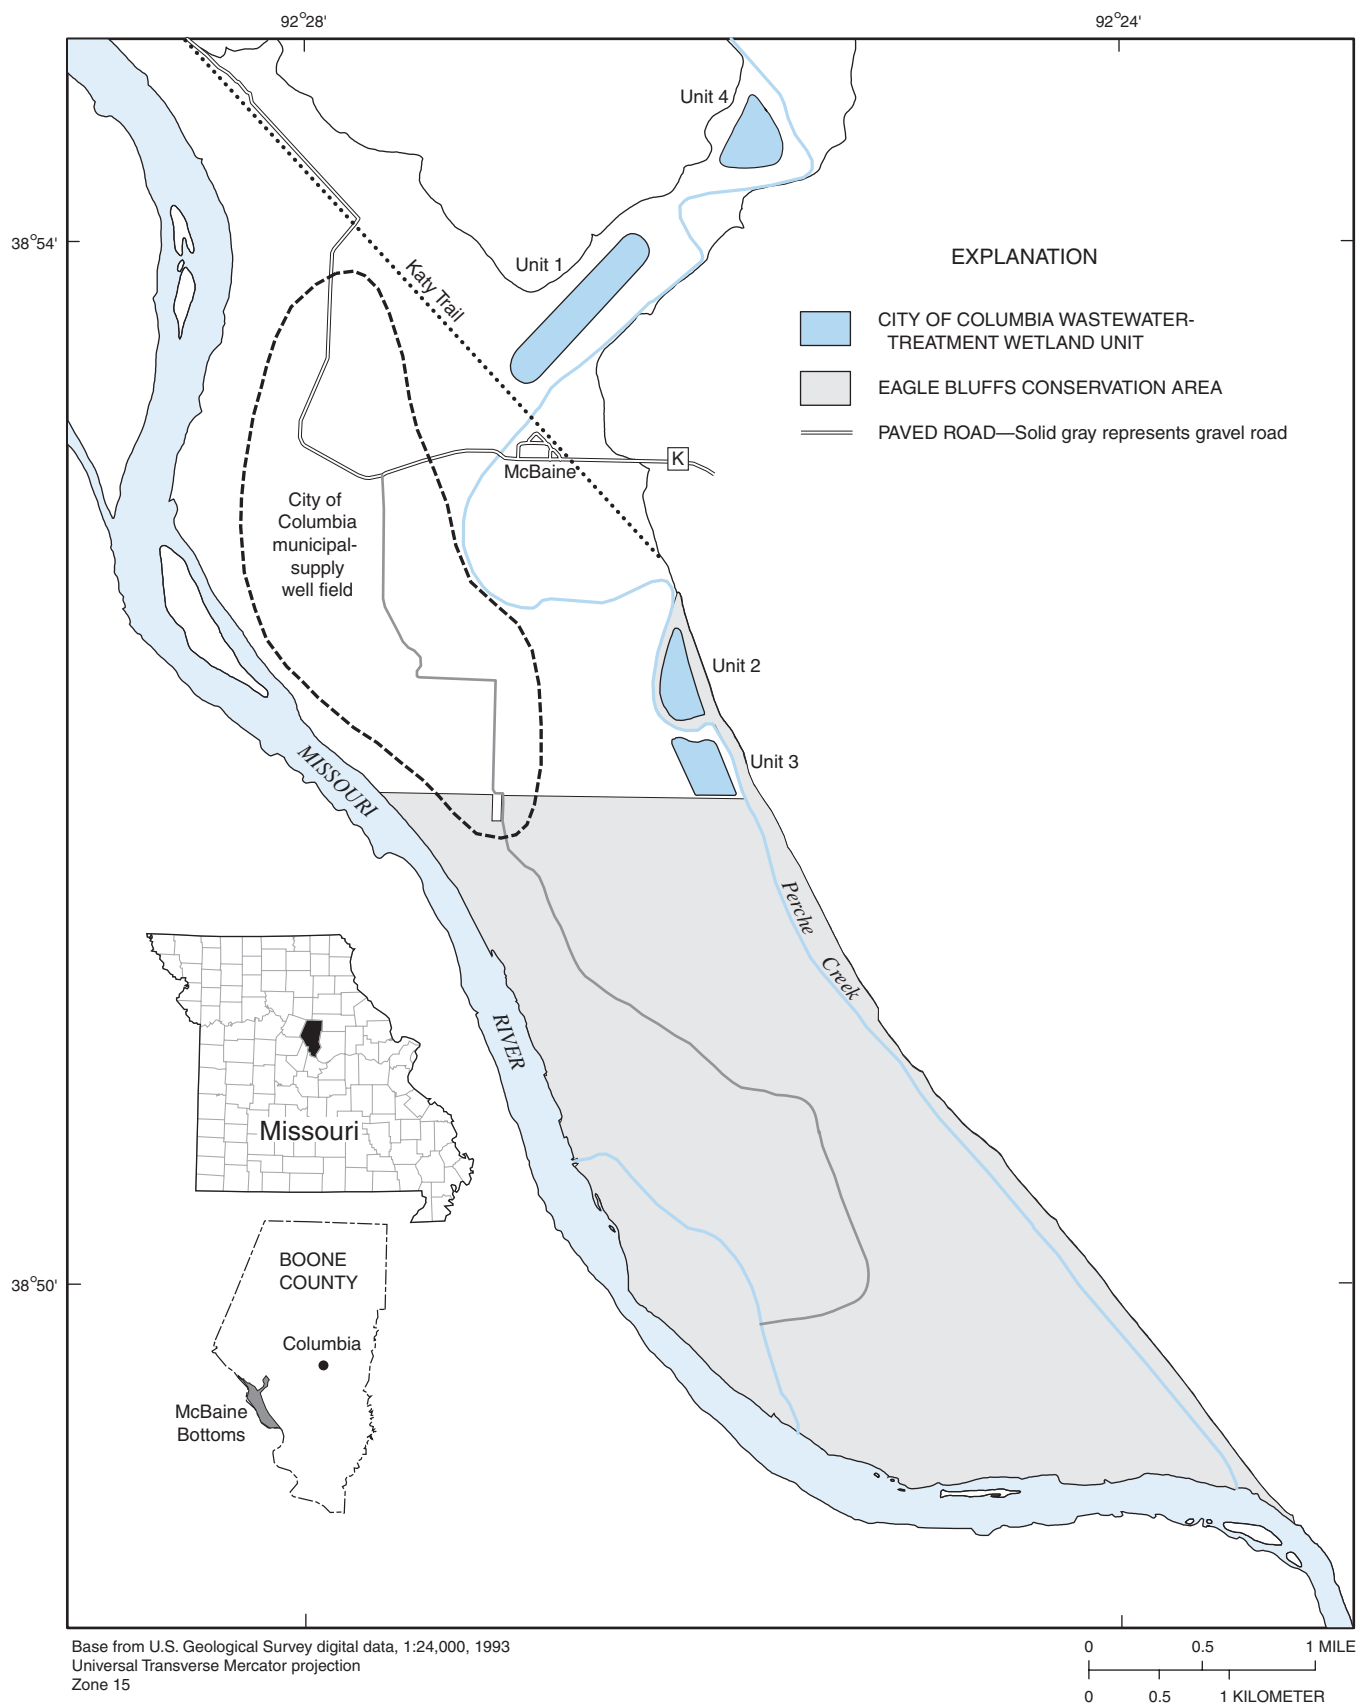 92°28'
92°24'
Unit 4
38°54'
Unit 1
Katy Trail
EXPLANATION
CITY OF COLUMBIA WASTEWATER-
TREATMENT WETLAND UNIT
EAGLE BLUFFS CONSERVATION AREA
PAVED ROAD—Solid gray represents gravel road
K
McBaine
City of
Columbia
municipal-
supply
well field
Unit 2
Unit 3
MISSOURI
RIVER
Perche
Creek
Missouri
38°50'
BOONE
COUNTY
Columbia
McBaine
Bottoms
Base from U.S. Geological Survey digital data, 1:24,000, 1993
Universal Transverse Mercator projection
Zone 15
0 0.5 1 MILE
0 0.5 1 KILOMETER